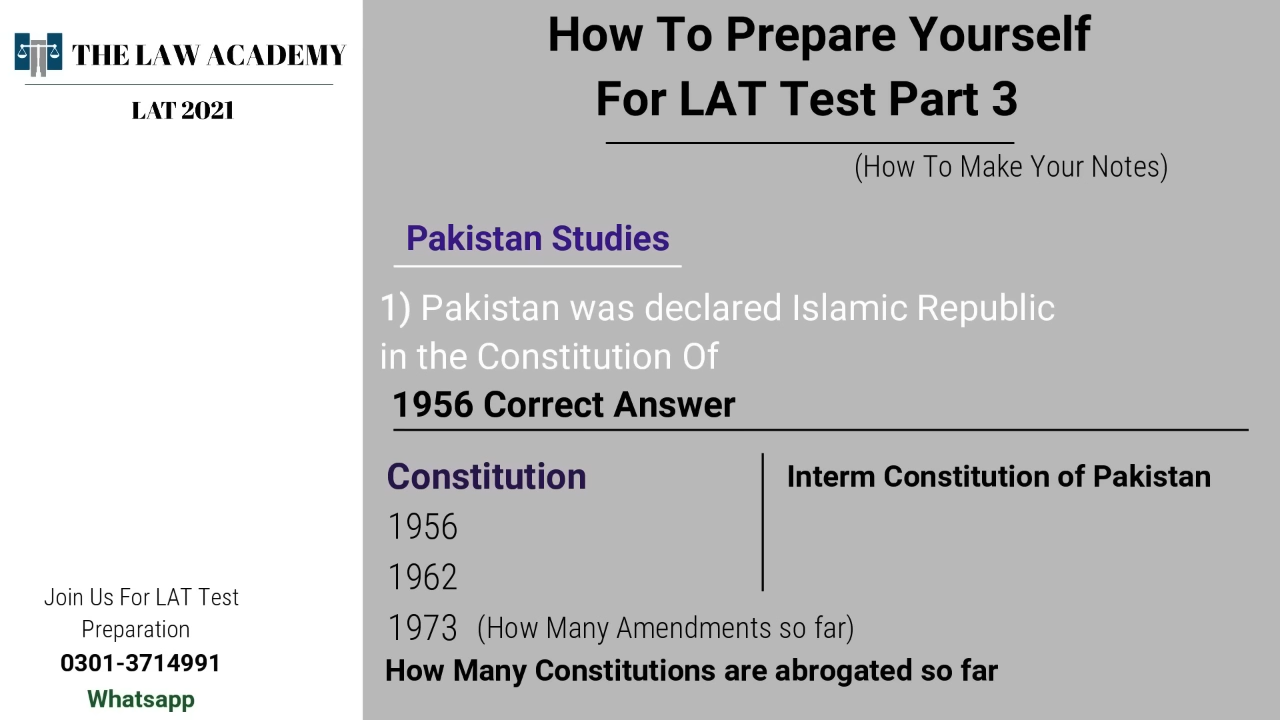 THE LAW ACADEMY
LAT 2021
Join Us For LAT Test
Preparation
0301-3714991
Whatsapp
How To Prepare Yourself
For LAT Test Part 3
(How To Make Your Notes)
Pakistan Studies
1) Pakistan was declared Islamic Republic
in the Constitution Of
1956 Correct Answer
Constitution
1956
1962
1973 (How Many Amendments so far)
Interm Constitution of Pakistan
How Many Constitutions are abrogated so far